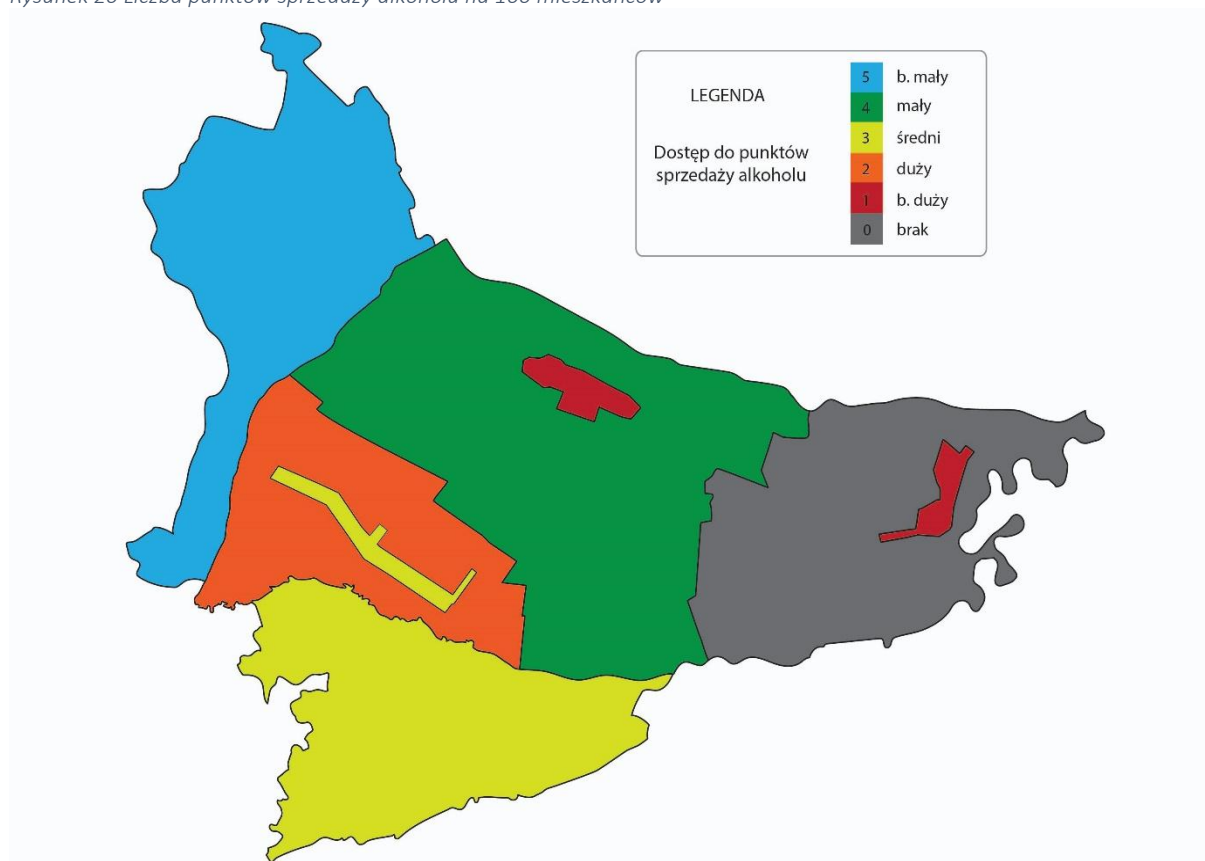 Rysunek 20 Liczba punktów sprzedaży alkoholu na 100 mieszkańców
LEGENDA
Dostęp do punktów
sprzedaży alkoholu
5 b. mały
4 mały
3 średni
2 duży
1 b. duży
0 brak